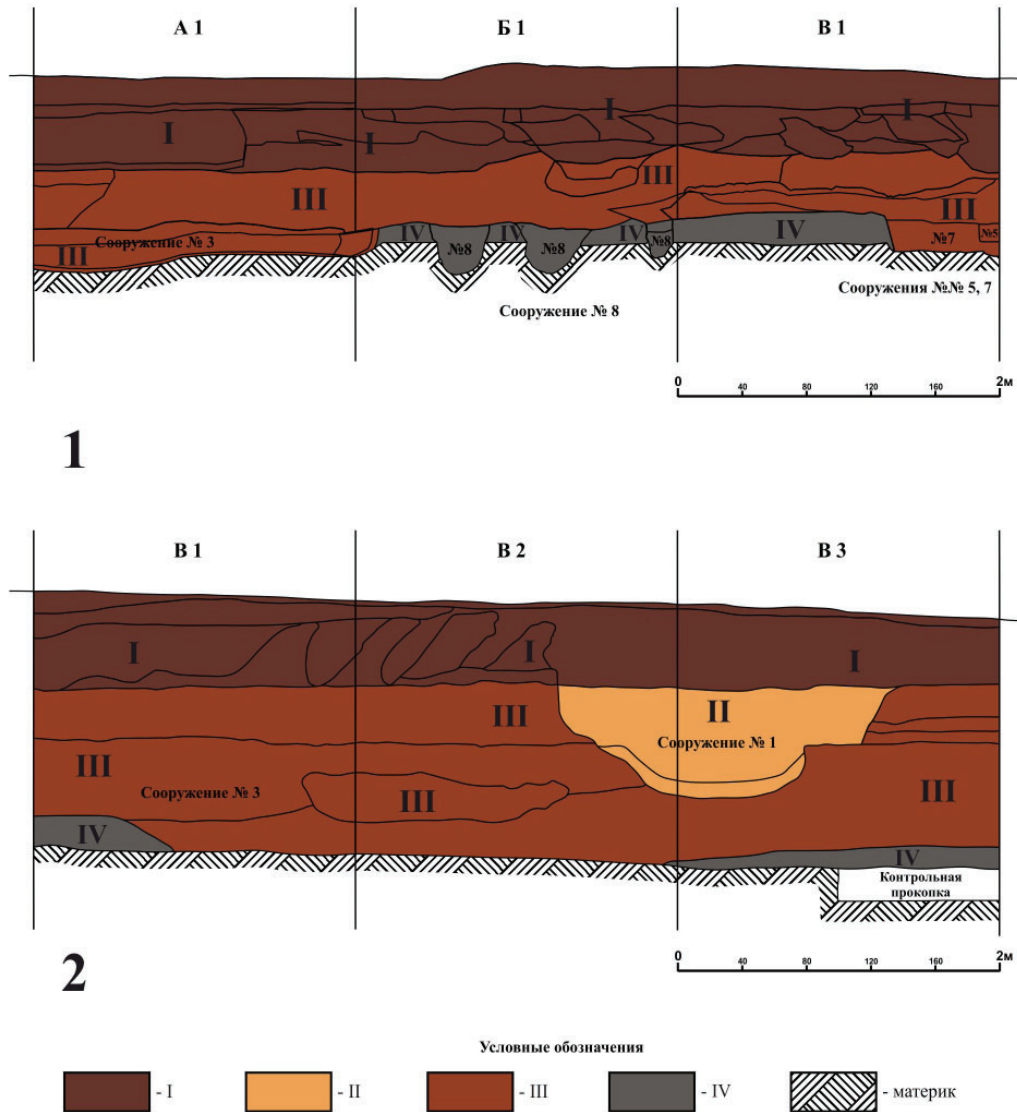 А 1 Б 1 В 1
I I I I
III III III
Сооружение № 3 IV IV IV IV №7 №5
III №8 №8 №8
Сооружения №№ 5, 7
Сооружение № 8
0 40 80 120 160 2м
1
В 1 В 2 В 3
I I I
III II
Сооружение № 1
III Сооружение № 3 III III
IV IV
Контрольная
прокопка
0 40 80 120 160 2м
2
Условные обозначения
- I - II - III - IV - материк